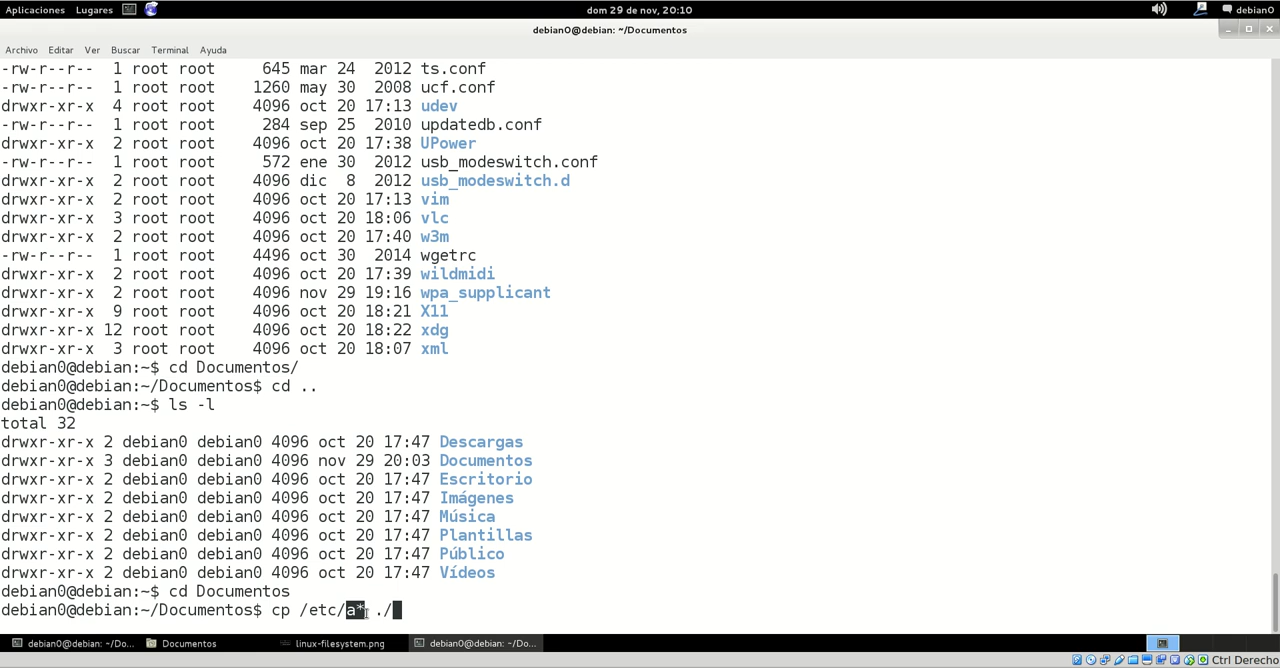 Aplicaciones Lugares dom 29 de nov, 20:10 debian0
debian0@debian: ~/Documentos
Archivo Editar Ver Buscar Terminal Ayuda
-rw-r--r-- 1 root root 645 mar 24 2012 ts.conf
-rw-r--r-- 1 root root 1260 may 30 2008 ucf.conf
drwxr-xr-x 4 root root 4096 oct 20 17:13 udev
-rw-r--r-- 1 root root 284 sep 25 2010 updatedb.conf
drwxr-xr-x 2 root root 4096 oct 20 17:38 UPower
-rw-r--r-- 1 root root 572 ene 30 2012 usb_modeswitch.conf
drwxr-xr-x 2 root root 4096 dic 8 2012 usb_modeswitch.d
drwxr-xr-x 2 root root 4096 oct 20 17:13 vim
drwxr-xr-x 3 root root 4096 oct 20 18:06 vlc
drwxr-xr-x 2 root root 4096 oct 20 17:40 w3m
-rw-r--r-- 1 root root 4496 oct 30 2014 wgetrc
drwxr-xr-x 2 root root 4096 oct 20 17:39 wildmidi
drwxr-xr-x 2 root root 4096 nov 29 19:16 wpa_supplicant
drwxr-xr-x 9 root root 4096 oct 20 18:21 X11
drwxr-xr-x 12 root root 4096 oct 20 18:22 xdg
drwxr-xr-x 3 root root 4096 oct 20 18:07 xml
debian0@debian:~$ cd Documentos/
debian0@debian:~/Documentos$ cd ..
debian0@debian:~$ ls -l
total 32
drwxr-xr-x 2 debian0 debian0 4096 oct 20 17:47 Descargas
drwxr-xr-x 3 debian0 debian0 4096 nov 29 20:03 Documentos
drwxr-xr-x 2 debian0 debian0 4096 oct 20 17:47 Escritorio
drwxr-xr-x 2 debian0 debian0 4096 oct 20 17:47 Imágenes
drwxr-xr-x 2 debian0 debian0 4096 oct 20 17:47 Música
drwxr-xr-x 2 debian0 debian0 4096 oct 20 17:47 Plantillas
drwxr-xr-x 2 debian0 debian0 4096 oct 20 17:47 Público
drwxr-xr-x 2 debian0 debian0 4096 oct 20 17:47 Vídeos
debian0@debian:~$ cd Documentos
debian0@debian:~/Documentos$ cp /etc/a* ./
debian0@debian: ~/Do... Documentos linux-filesystem.png debian0@debian: ~/Do...
Ctrl Derecho